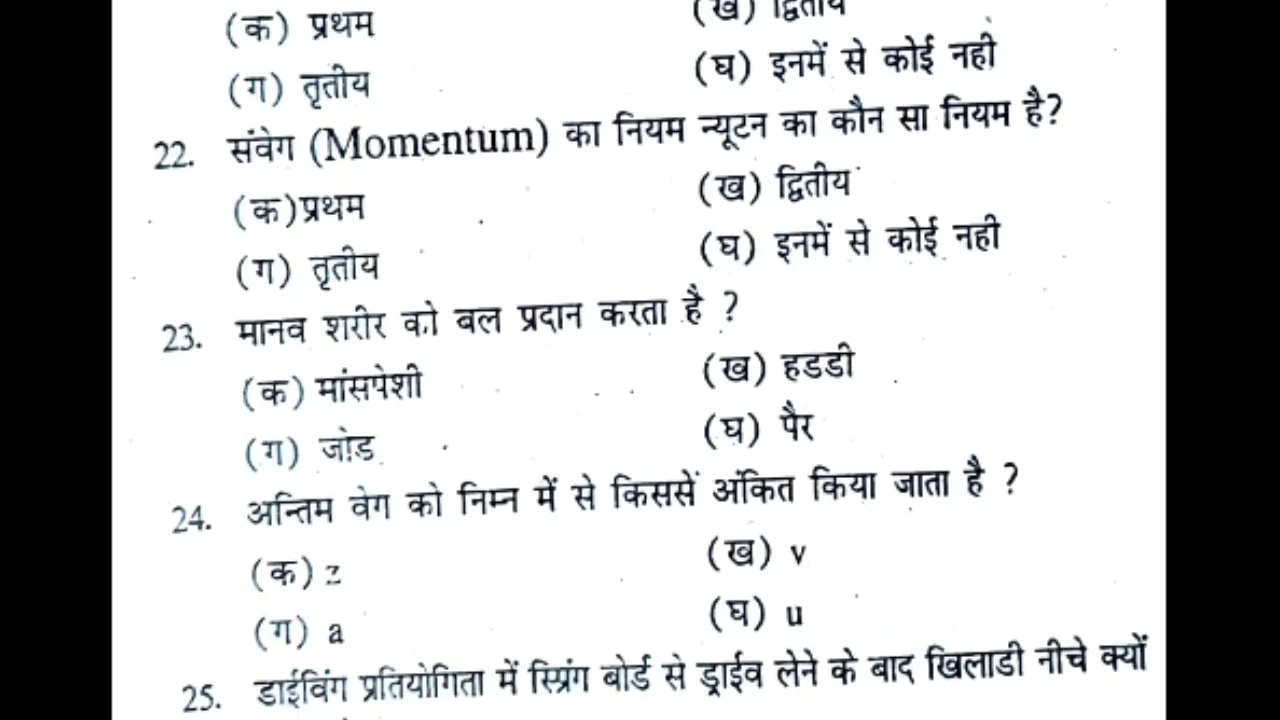 (क) प्रथम (ख) द्वितीय
(ग) तृतीय (घ) इनमें से कोई नही
22. संवेग (Momentum) का नियम न्यूटन का कौन सा नियम है?
(क)प्रथम (ख) द्वितीय
(ग) तृतीय (घ) इनमें से कोई नही
23. मानव शरीर को बल प्रदान करता है ?
(क) मांसपेशी (ख) हडडी
(ग) जोड (घ) पैर
24. अन्तिम वेग को निम्न में से किससें अंकित किया जाता है ?
(क) z (ख) v
(ग) a (घ) u
25. डाईविंग प्रतियोगिता में स्प्रिंग बोर्ड से ड्राईव लेने के बाद खिलाडी नीचे क्यों